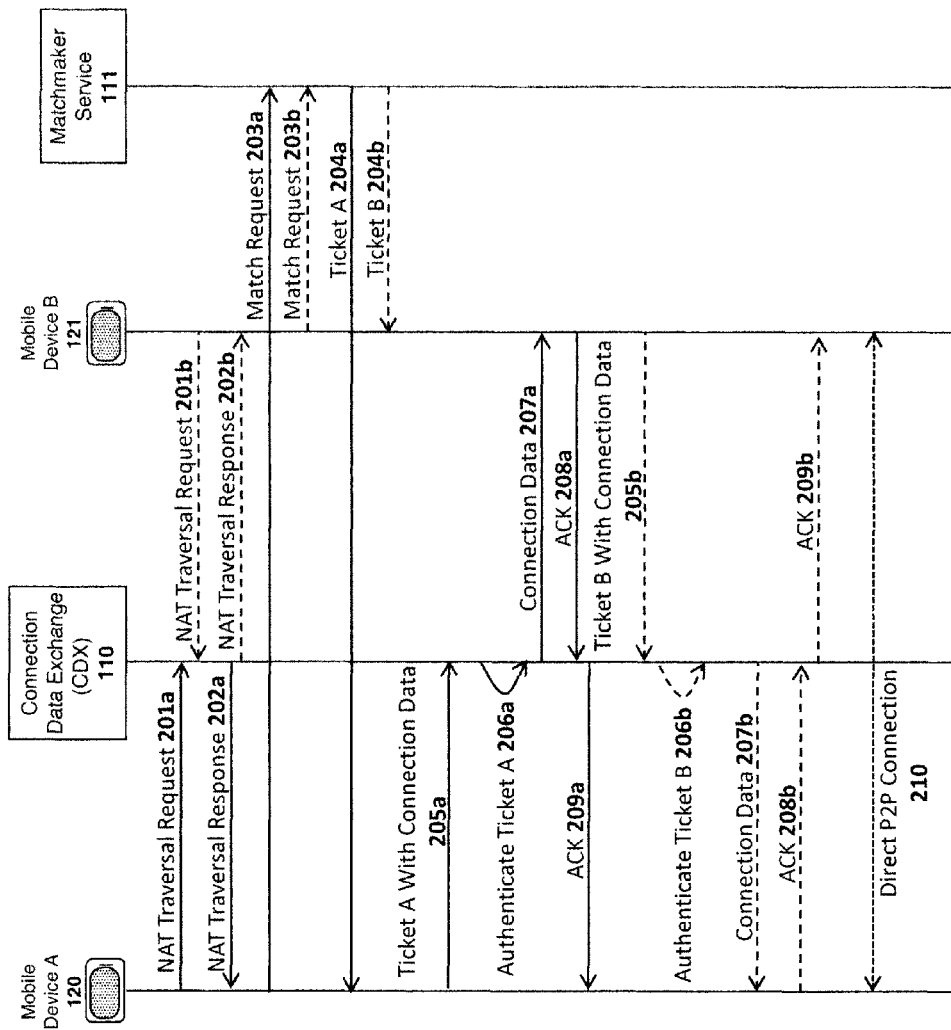 Mobile
Device A
120
Connection
Data Exchange
(CDX)
110
Mobile
Device B
121
Matchmaker
Service
111
NAT Traversal Request 201a
NAT Traversal Request 201b
NAT Traversal Response 202a
NAT Traversal Response 202b
Match Request 203a
Match Request 203b
Ticket A 204a
Ticket B 204b
Ticket A With Connection Data
205a
Authenticate Ticket A 206a
Connection Data 207a
ACK 208a
ACK 209a
Ticket B With Connection Data
205b
Authenticate Ticket B 206b
Connection Data 207b
ACK 208b
ACK 209b
Direct P2P Connection
210